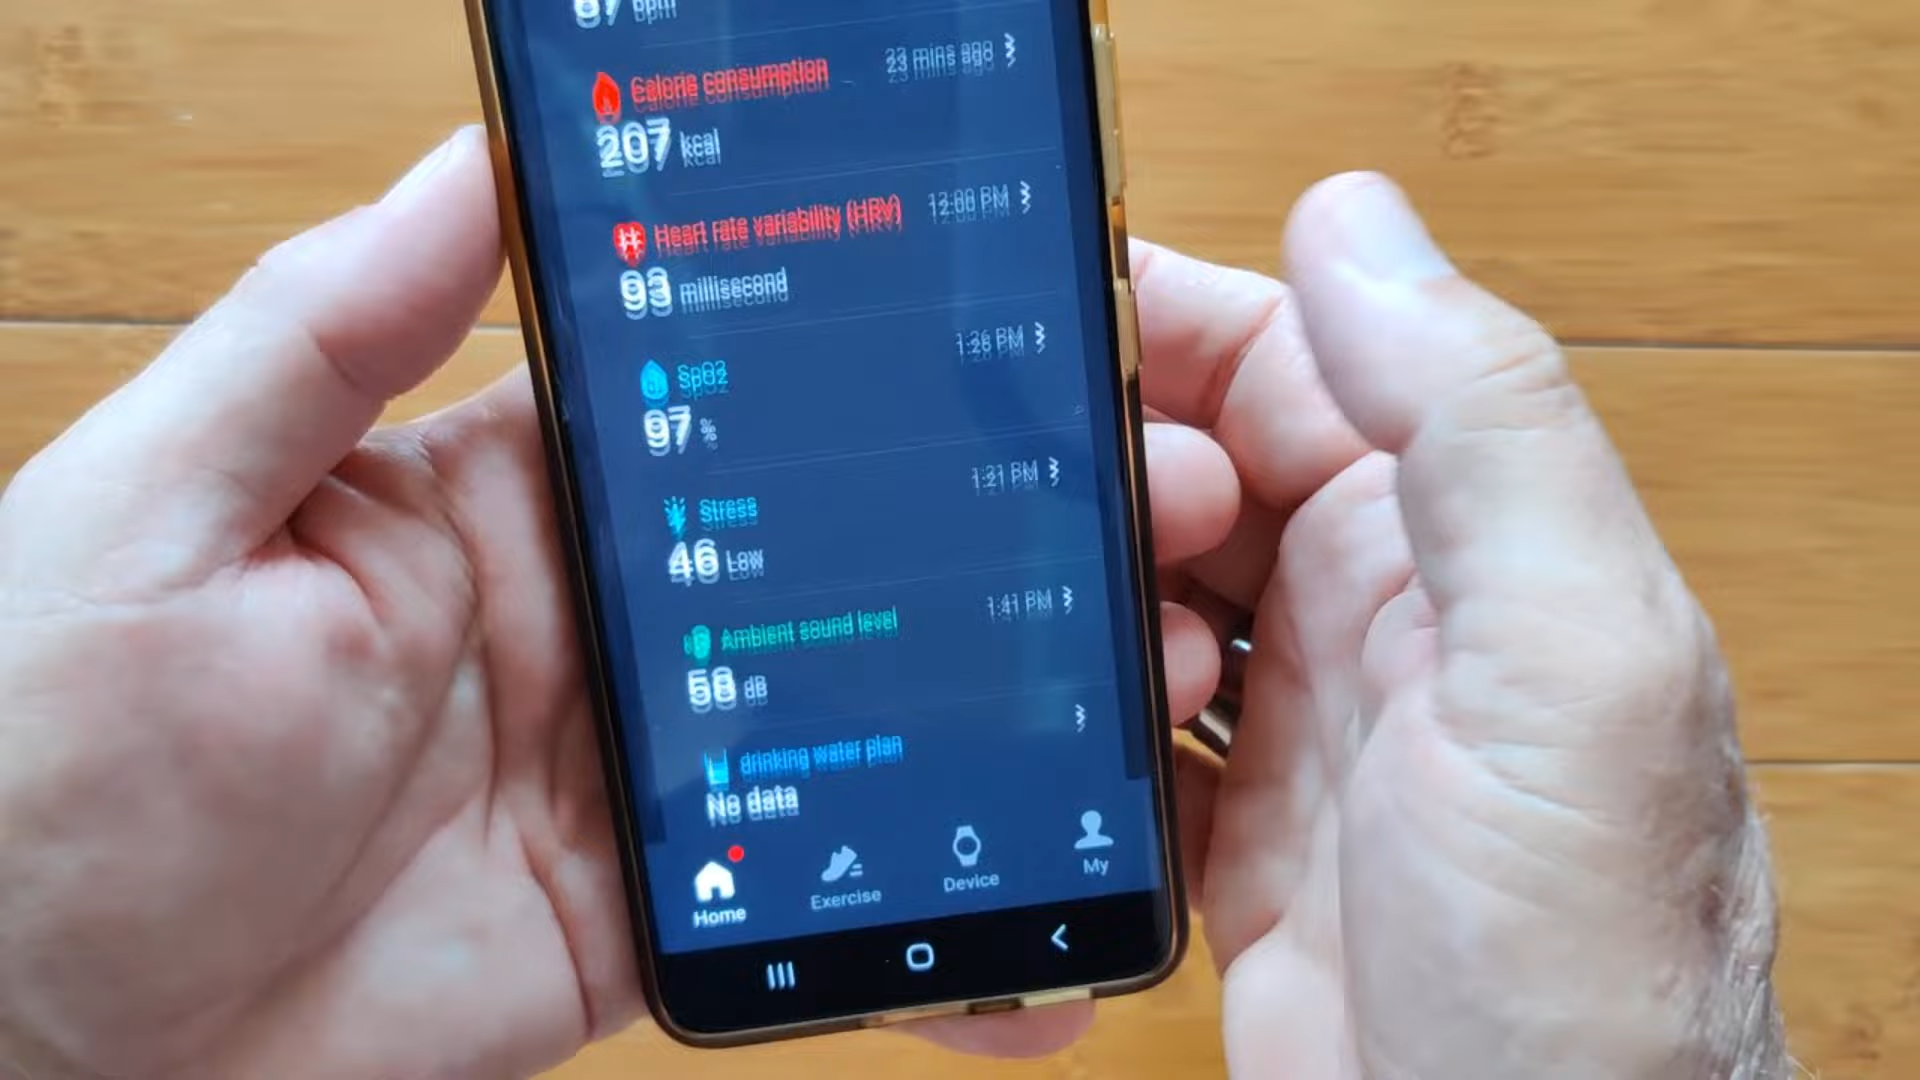 bpm
Calorie consumption 23 mins ago
207 kcal
Heart rate variability (HRV) 12:00 PM
93 millisecond
SpO2 1:26 PM
97 %
Stress 1:21 PM
46 Low
Ambient sound level 1:41 PM
58 dB
drinking water plan
No data
Home Exercise Device My